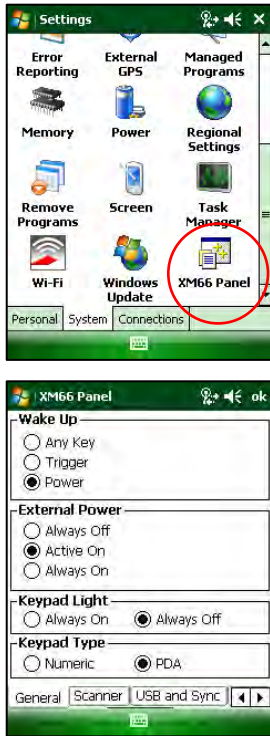 Settings
Error Reporting
External GPS
Managed Programs
Memory
Power
Regional Settings
Remove Programs
Screen
Task Manager
Wi-Fi
Windows Update
XM66 Panel
Personal System Connections
XM66 Panel ok
Wake Up
Any Key
Trigger
Power
External Power
Always Off
Active On
Always On
Keypad Light
Always On Always Off
Keypad Type
Numeric PDA
General Scanner USB and Sync